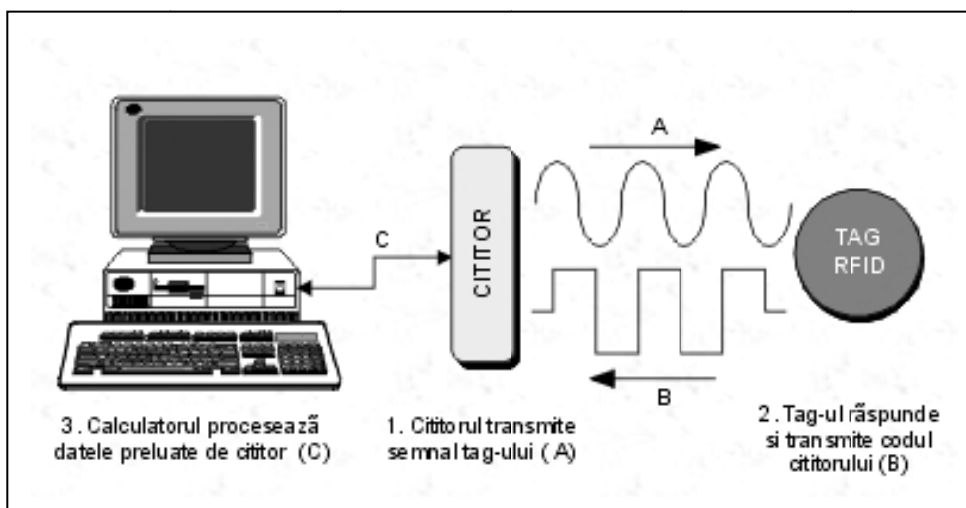 A
C
CITITOR
TAG
RFID
B
3. Calculatorul procesează
datele preluate de cititor (C)
1. Cititorul transmite
semnal tag-ului (A)
2. Tag-ul răspunde
si transmite codul
cititorului (B)